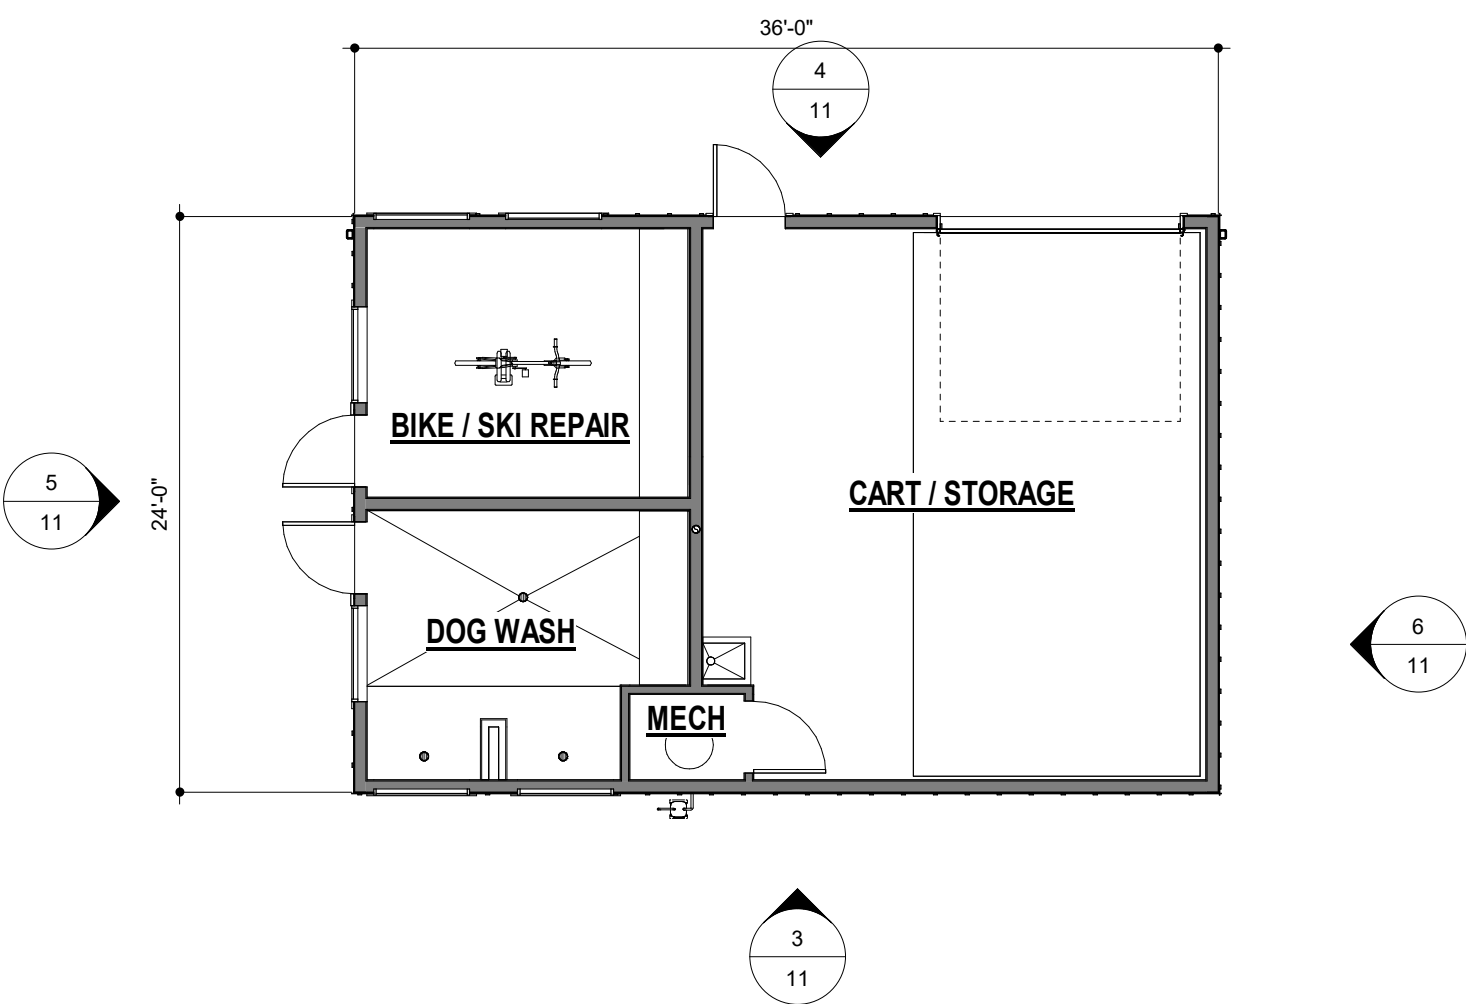 36'-0"
4
11
BIKE / SKI REPAIR
5
11
24'-0"
CART / STORAGE
DOG WASH
6
11
MECH
3
11